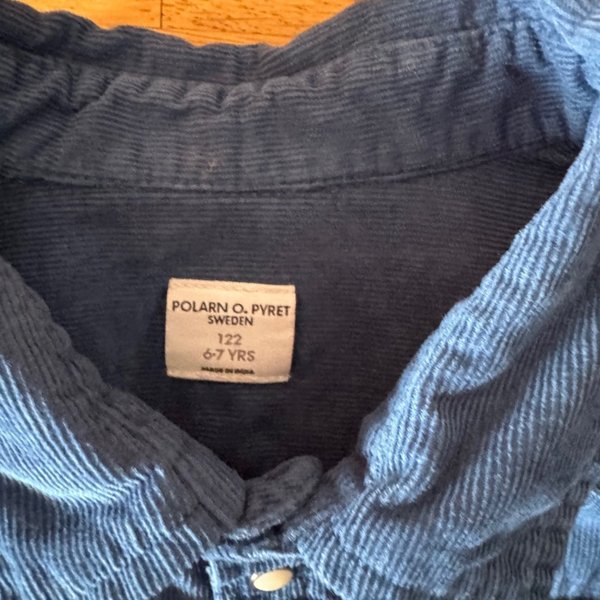 POLARN O. PYRET
SWEDEN
122
6-7 YRS
MADE IN INDIA